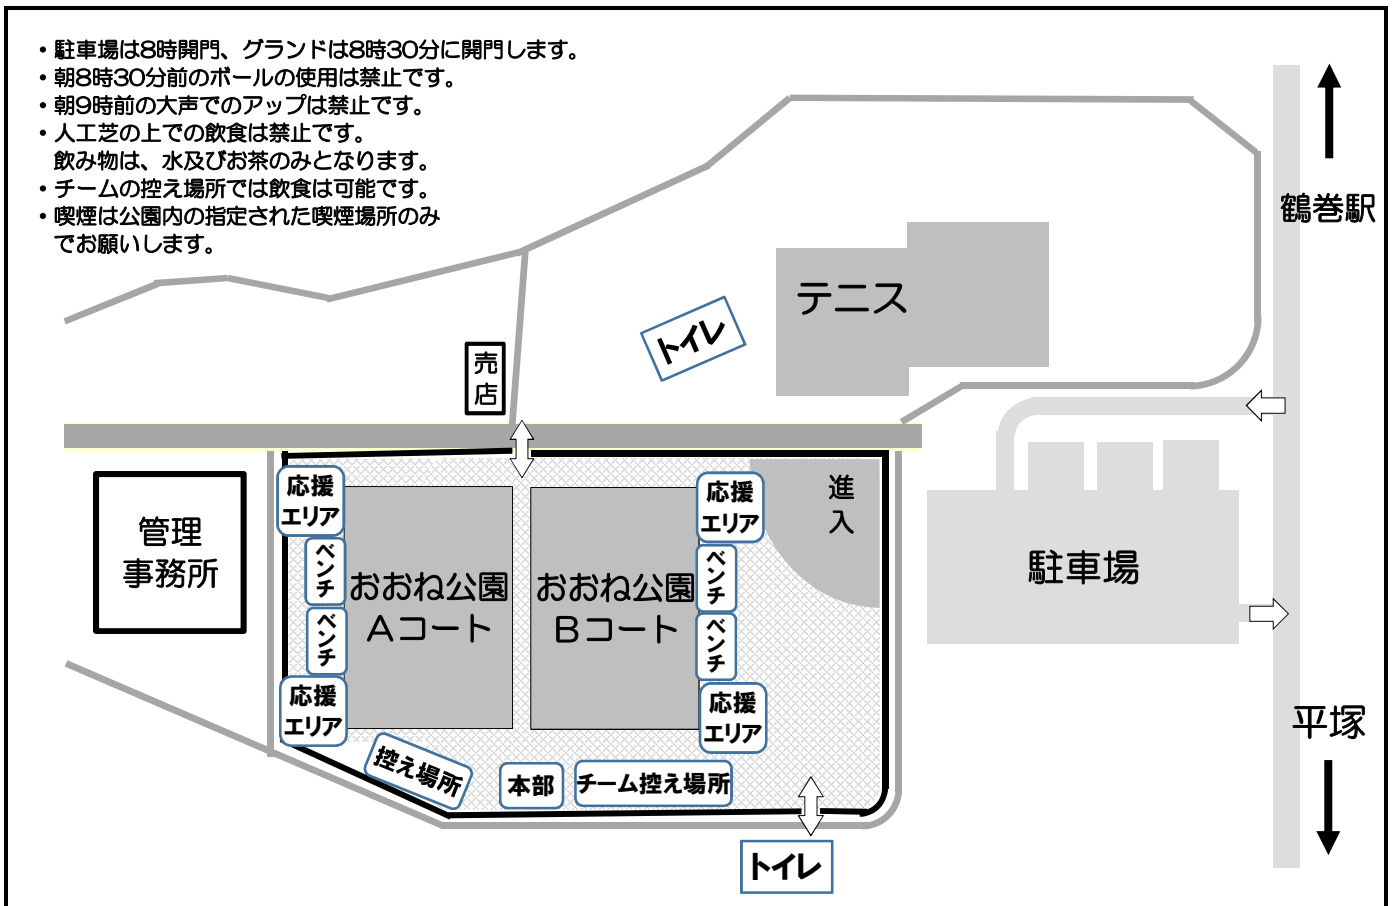 ・駐車場は8時開門、グランドは8時30分に開門します。
・朝8時30分前のボールの使用は禁止です。
・朝9時前の大声でのアップは禁止です。
・人工芝の上での飲食は禁止です。
飲み物は、水及びお茶のみとなります。
・チームの控え場所では飲食は可能です。
・喫煙は公園内の指定された喫煙場所のみ
でお願いします。
鶴巻駅
テニス
トイレ
売
店
応援
エリア
応援
エリア
進
入
管理
事務所
ベンチ
ベンチ
おおね公園
Aコート
おおね公園
Bコート
駐車場
ベンチ
ベンチ
応援
エリア
応援
エリア
平塚
控え場所
本部
チーム控え場所
トイレ